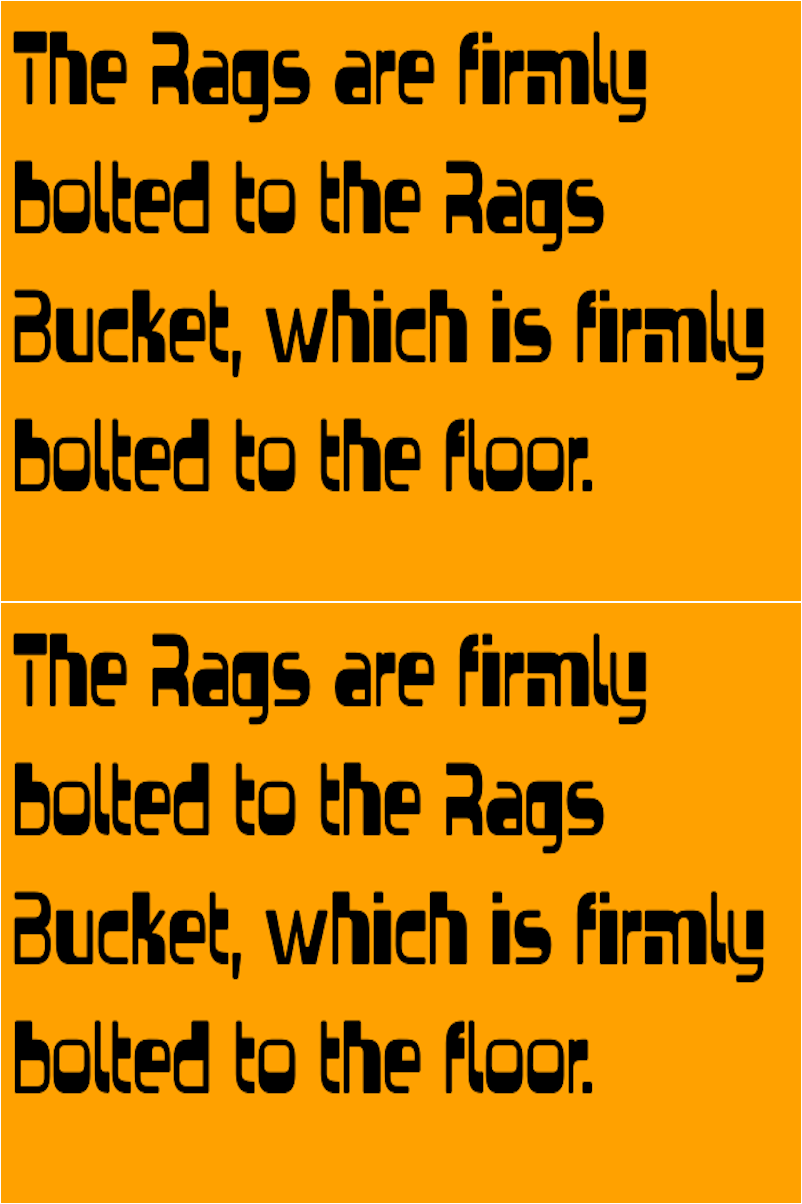 The Rags are firmly
bolted to the Rags
Bucket, which is firmly
bolted to the floor.
The Rags are firmly
bolted to the Rags
Bucket, which is firmly
bolted to the floor.